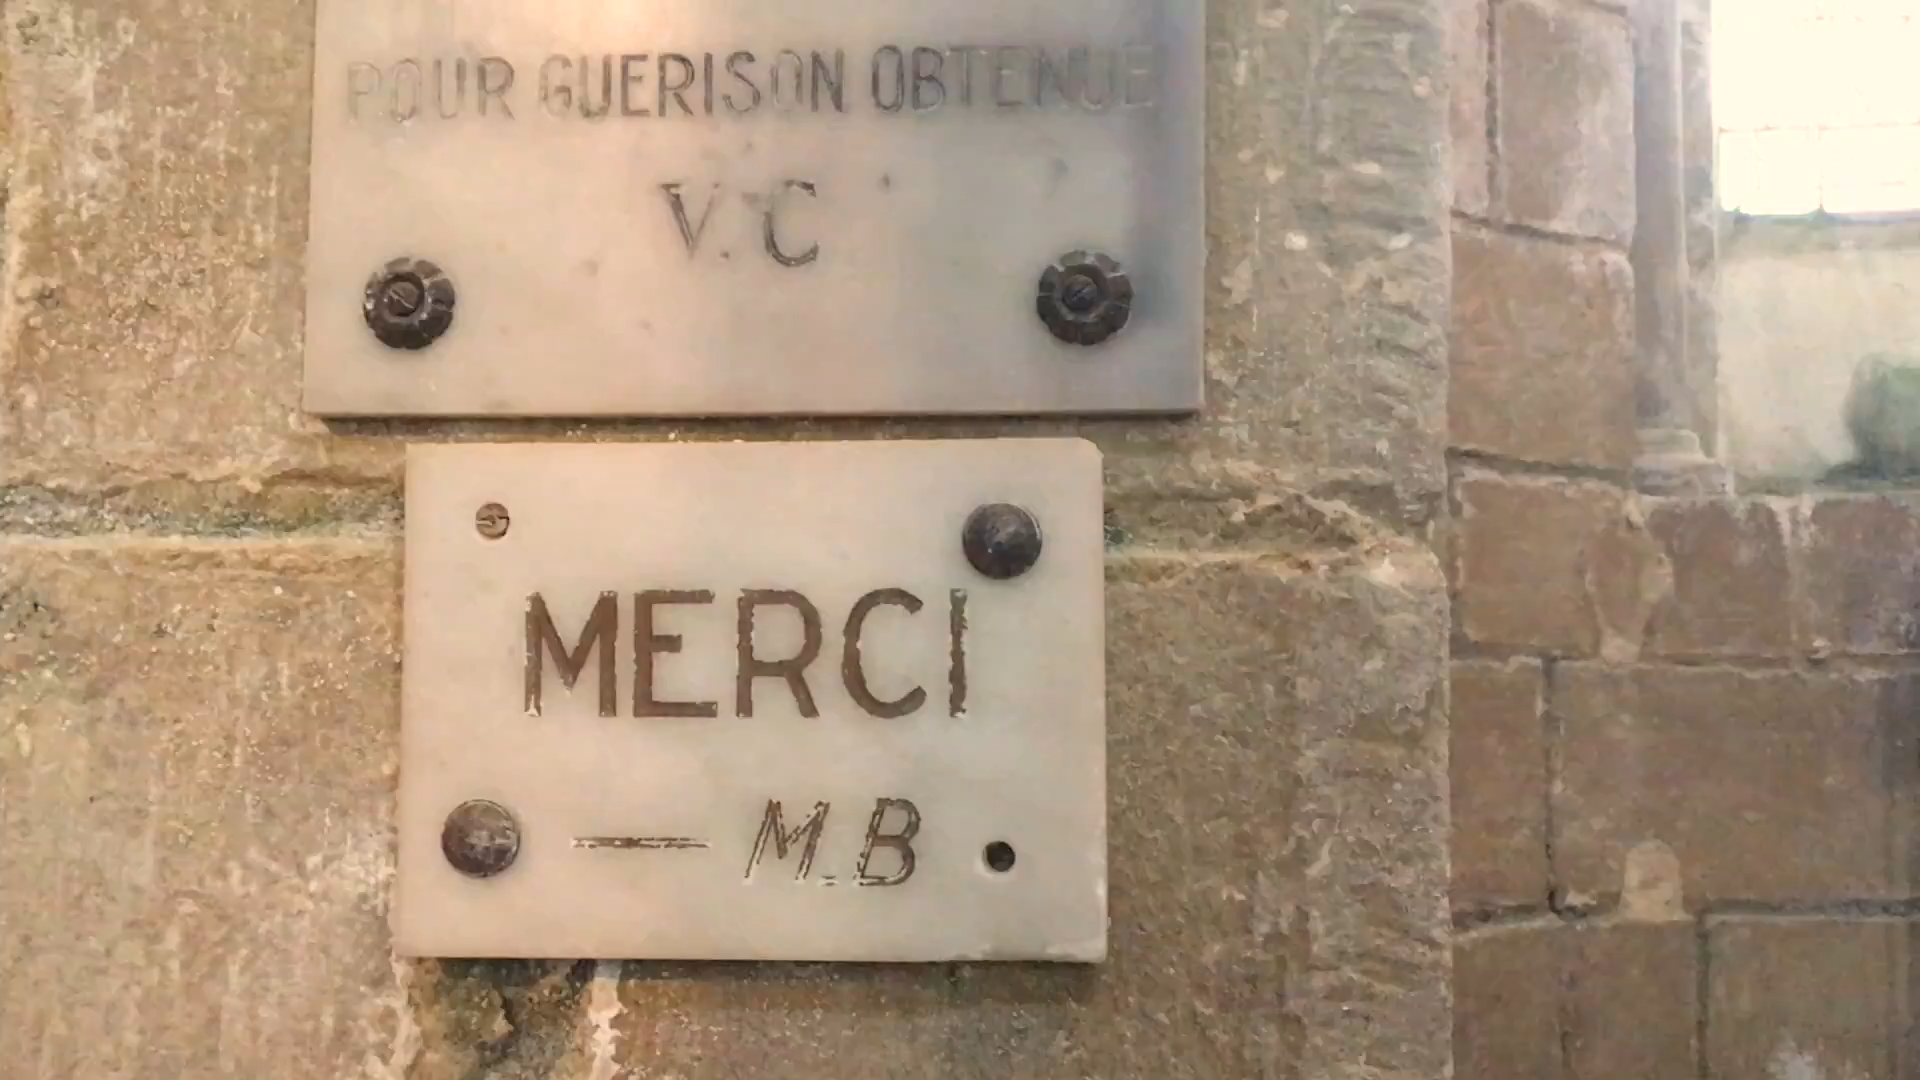 POUR GUERISON OBTENUE
V. C
MERCI
— M.B